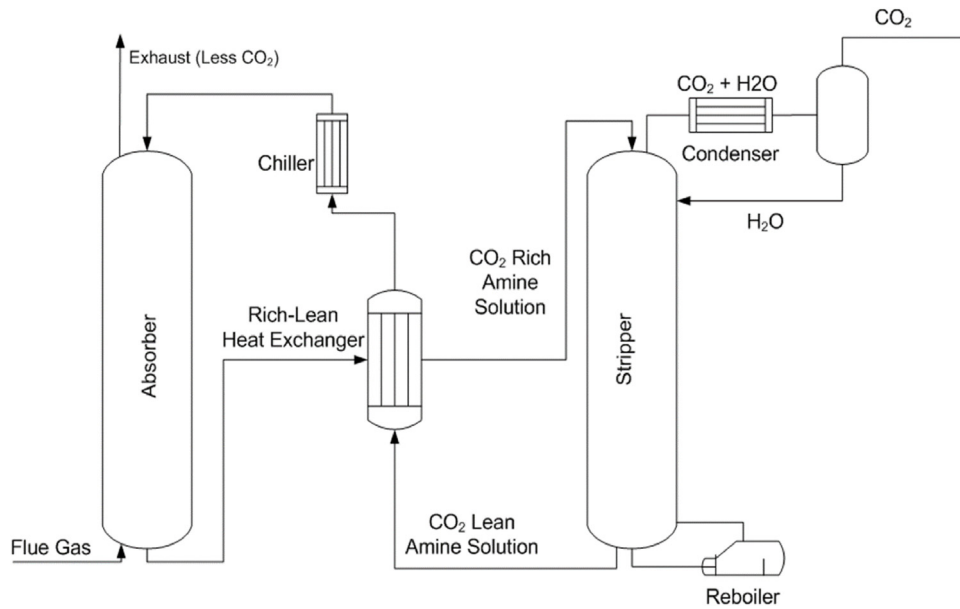 CO₂
Exhaust (Less CO₂)
CO₂ + H2O
Chiller
Condenser
H₂O
CO₂ Rich
Amine
Solution
Rich-Lean
Heat Exchanger
Absorber
Stripper
CO₂ Lean
Amine Solution
Flue Gas
Reboiler